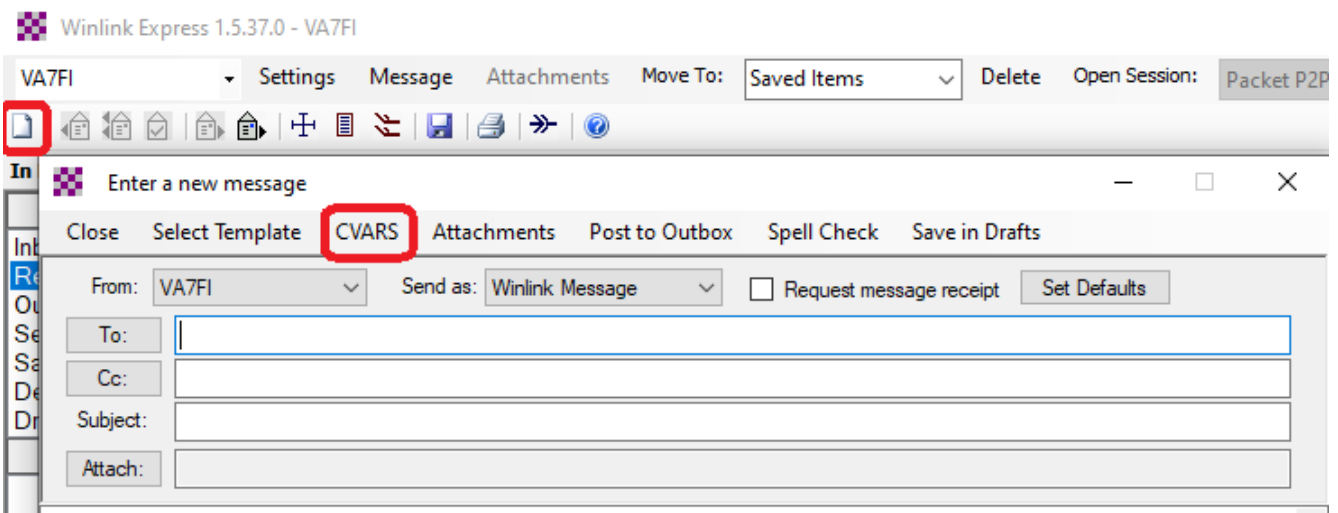 Winlink Express 1.5.37.0 - VA7FI
VA7FI Settings Message Attachments Move To: Saved Items Delete Open Session: Packet P2P
In
Enter a new message
Close Select Template CVARS Attachments Post to Outbox Spell Check Save in Drafts
From: VA7FI Send as: Winlink Message Request message receipt Set Defaults
To:
Cc:
Subject:
Attach: